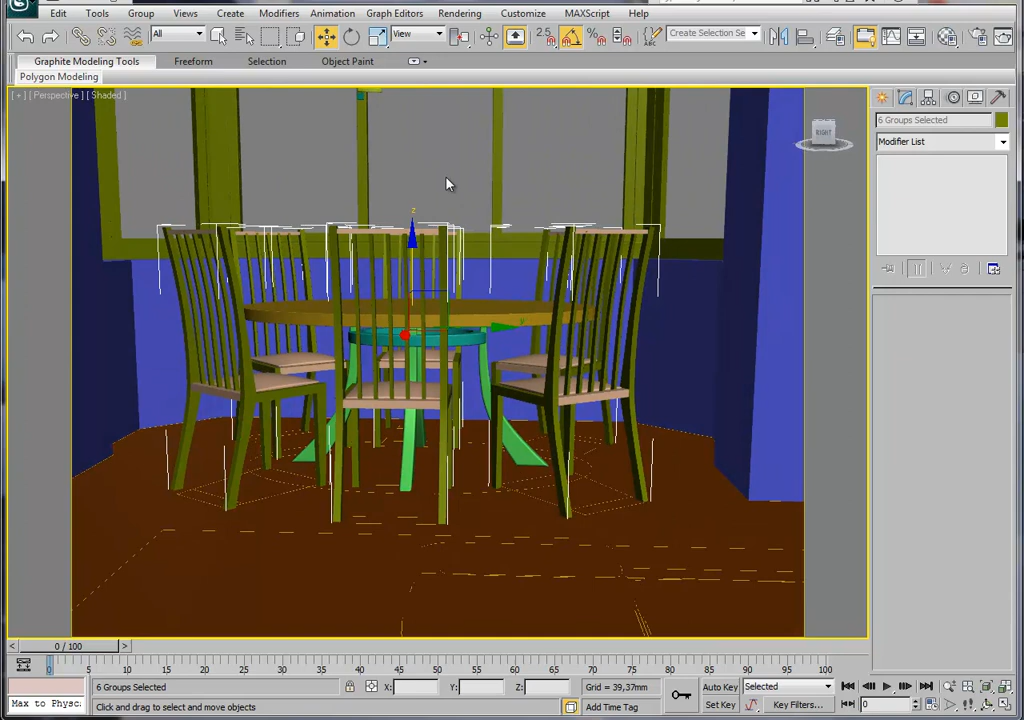 Edit Tools Group Views Create Modifiers Animation Graph Editors Rendering Customize MAXScript Help
All View 2.5 Create Selection Se
Graphite Modeling Tools Freeform Selection Object Paint
Polygon Modeling
[ + ] [ Perspective ] [ Shaded ]
6 Groups Selected
RIGHT
Modifier List
z
y
< 0 / 100 >
0 5 10 15 20 25 30 35 40 45 50 55 60 65 70 75 80 85 90 95 100
6 Groups Selected X: Y: Z: Grid = 39,37mm Auto Key Selected
Max to Physc: Click and drag to select and move objects Add Time Tag Set Key Key Filters... 0